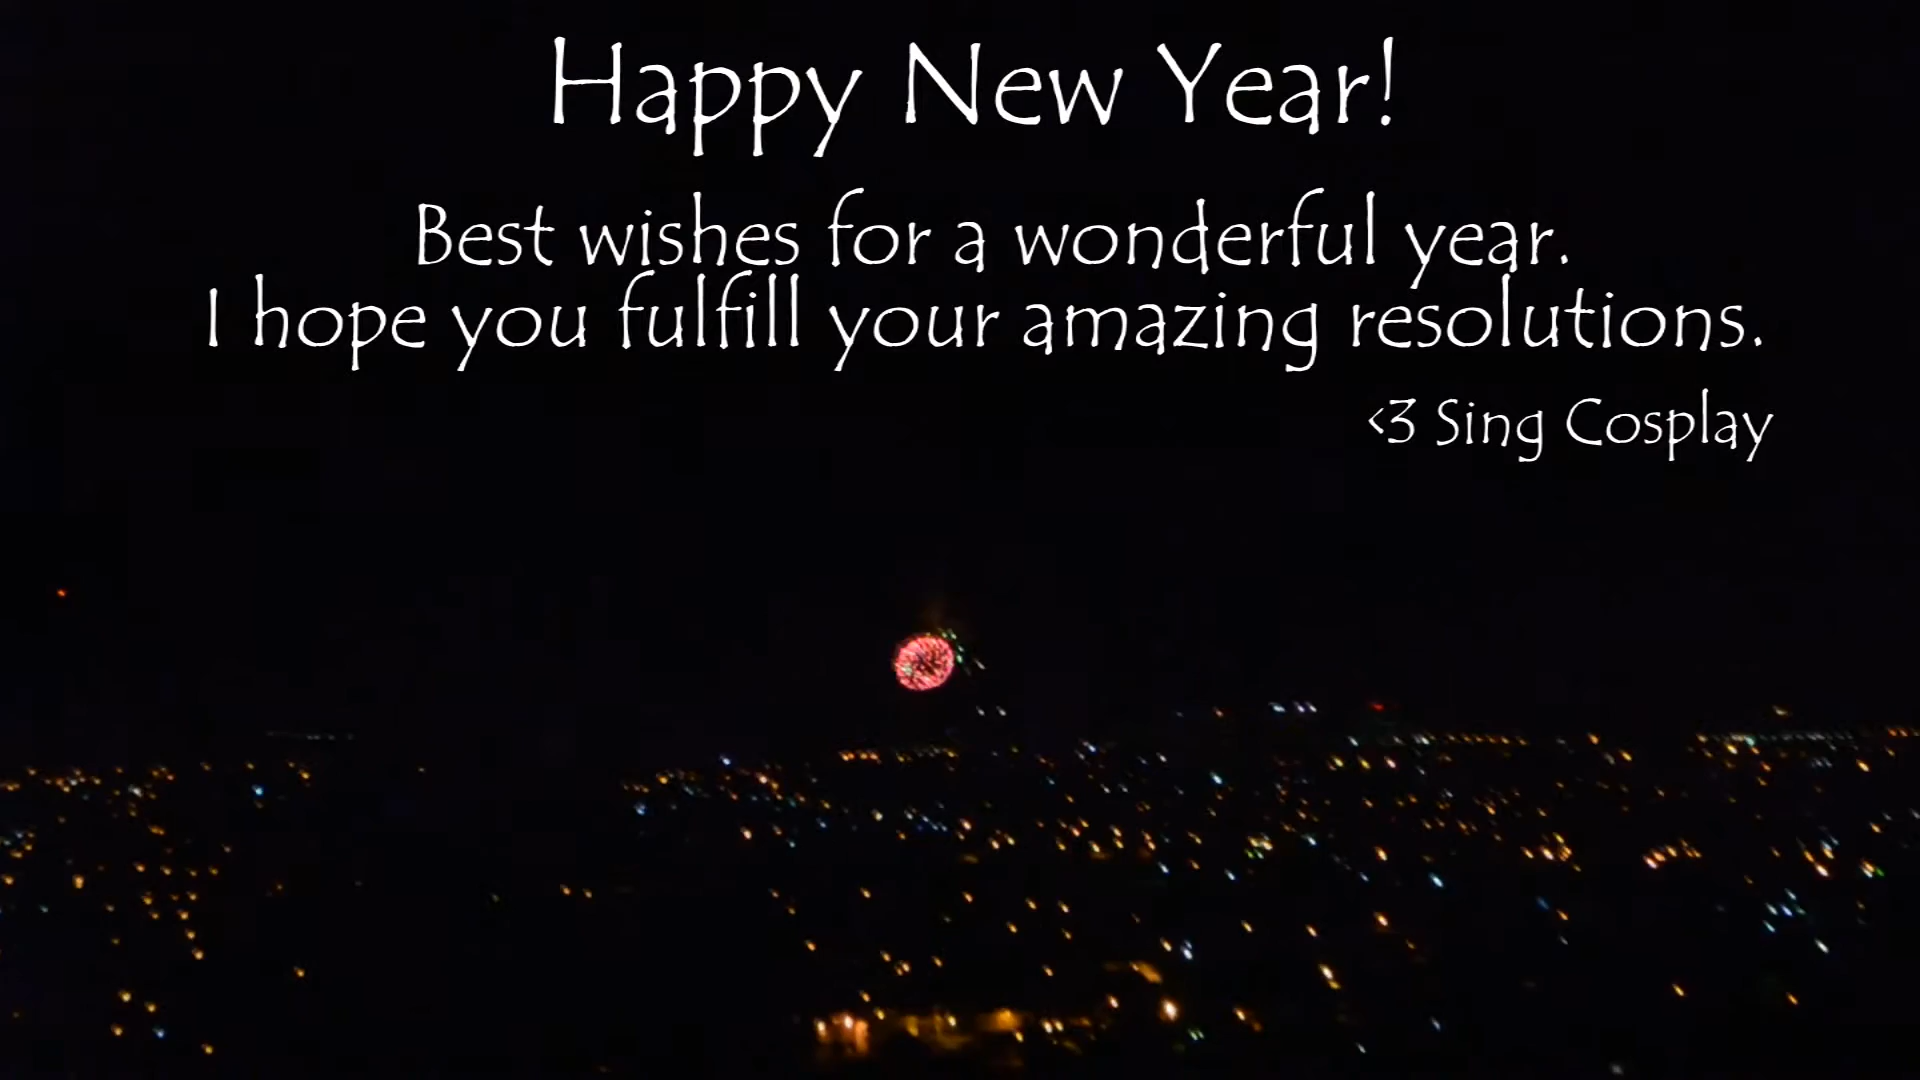 Happy New Year!
Best wishes for a wonderful year.
I hope you fulfill your amazing resolutions.
<3 Sing Cosplay